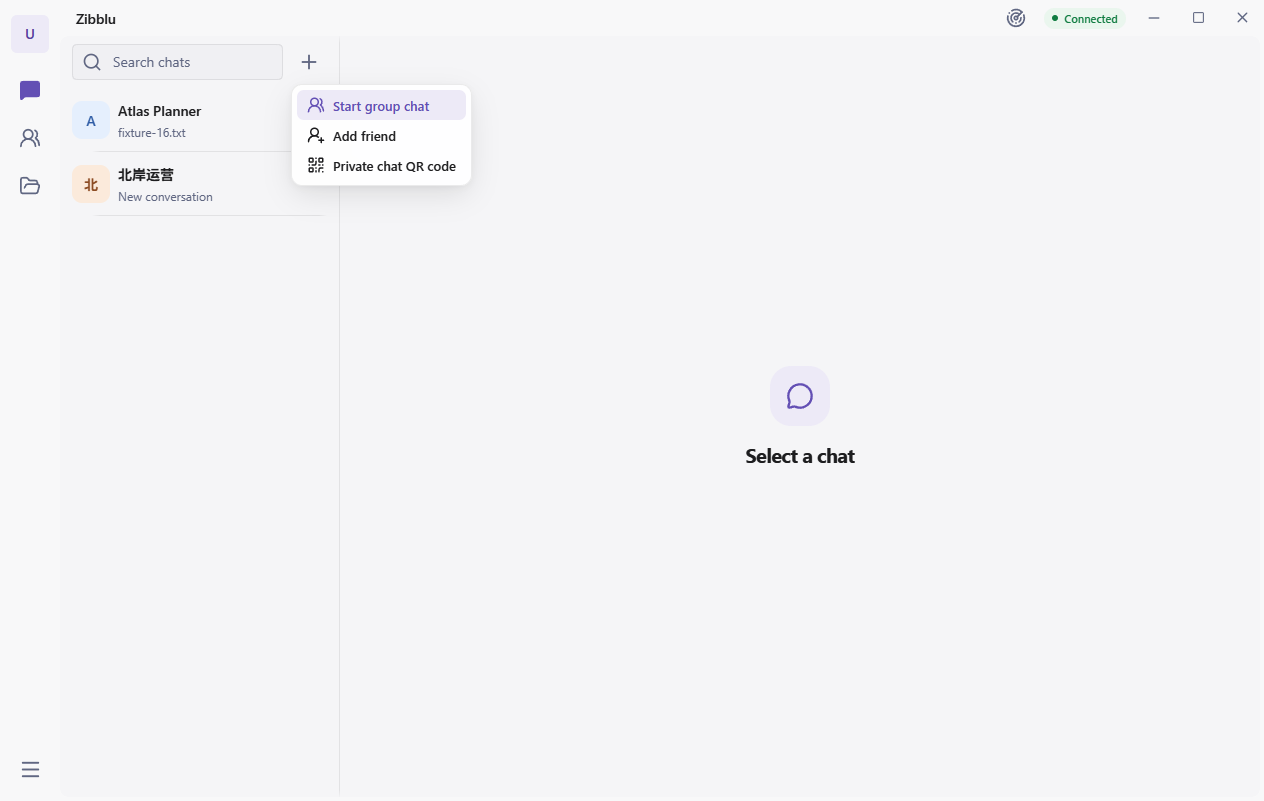 U
Zibblu
Connected
Search chats
A
Atlas Planner
fixture-16.txt
北
北岸运营
New conversation
Start group chat
Add friend
Private chat QR code
Select a chat